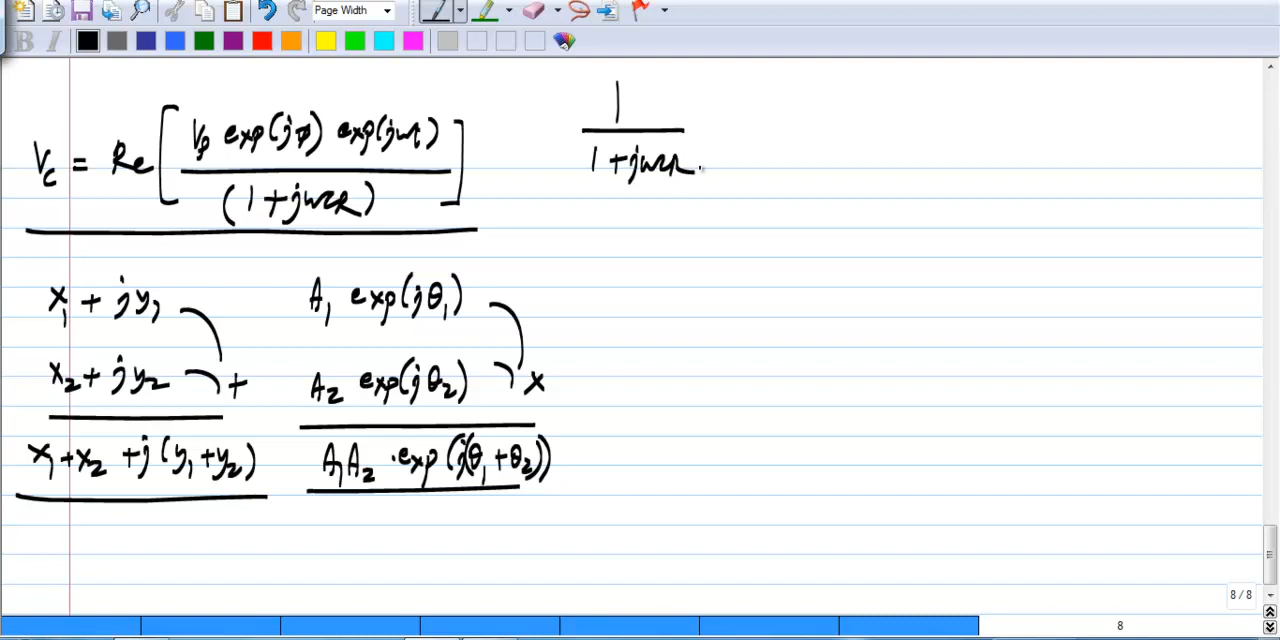 Page Width
B I
V_c = Re [ V_p exp(jφ) exp(jωt) / (1+jωCR) ]
1 / 1+jωCR
x_1 + jy_1
A_1 exp(jθ_1)
x_2 + jy_2 +
A_2 exp(jθ_2) x
x_1+x_2 +j(y_1+y_2)
A_1A_2 .exp(j(θ_1+θ_2))
8 / 8
8